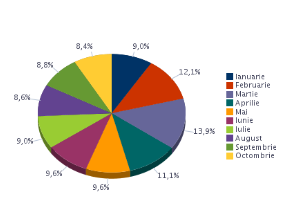 8,4%
9,0%
8,8%
12,1%
8,6%
13,9%
9,0%
9,6%
9,6%
11,1%
Ianuarie
Februarie
Martie
Aprilie
Mai
Iunie
Iulie
August
Septembrie
Octombrie